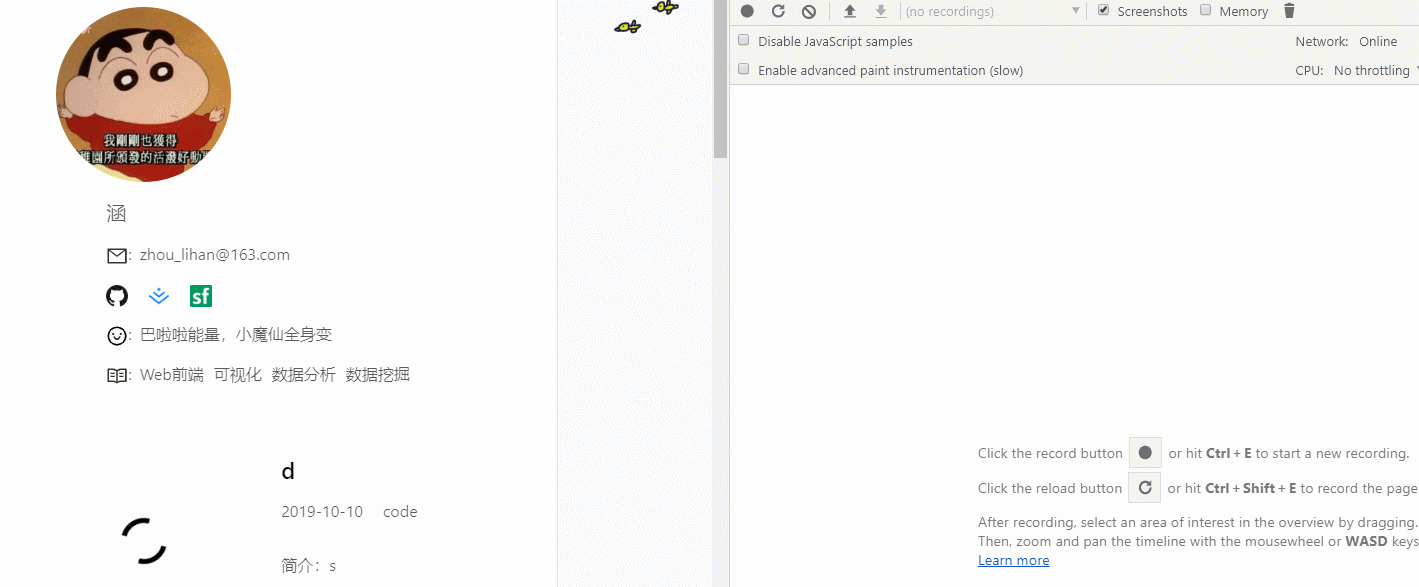 我剛剛也獲得
稚園所頒發的活潑好動
涵
: zhou_lihan@163.com
sf
: 巴啦啦能量，小魔仙全身变
: Web前端 可视化 数据分析 数据挖掘
d
2019-10-10 code
简介：s
(no recordings) Screenshots Memory
Disable JavaScript samples Network: Online
Enable advanced paint instrumentation (slow) CPU: No throttling
Click the record button or hit Ctrl + E to start a new recording.
Click the reload button or hit Ctrl + Shift + E to record the page
After recording, select an area of interest in the overview by dragging.
Then, zoom and pan the timeline with the mousewheel or WASD keys
Learn more